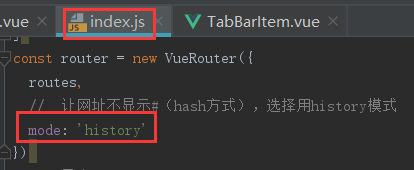 .vue
index.js
TabBarItem.vue
const router = new VueRouter({
routes,
// 让网址不显示#（hash方式），选择用history模式
mode: 'history'
})